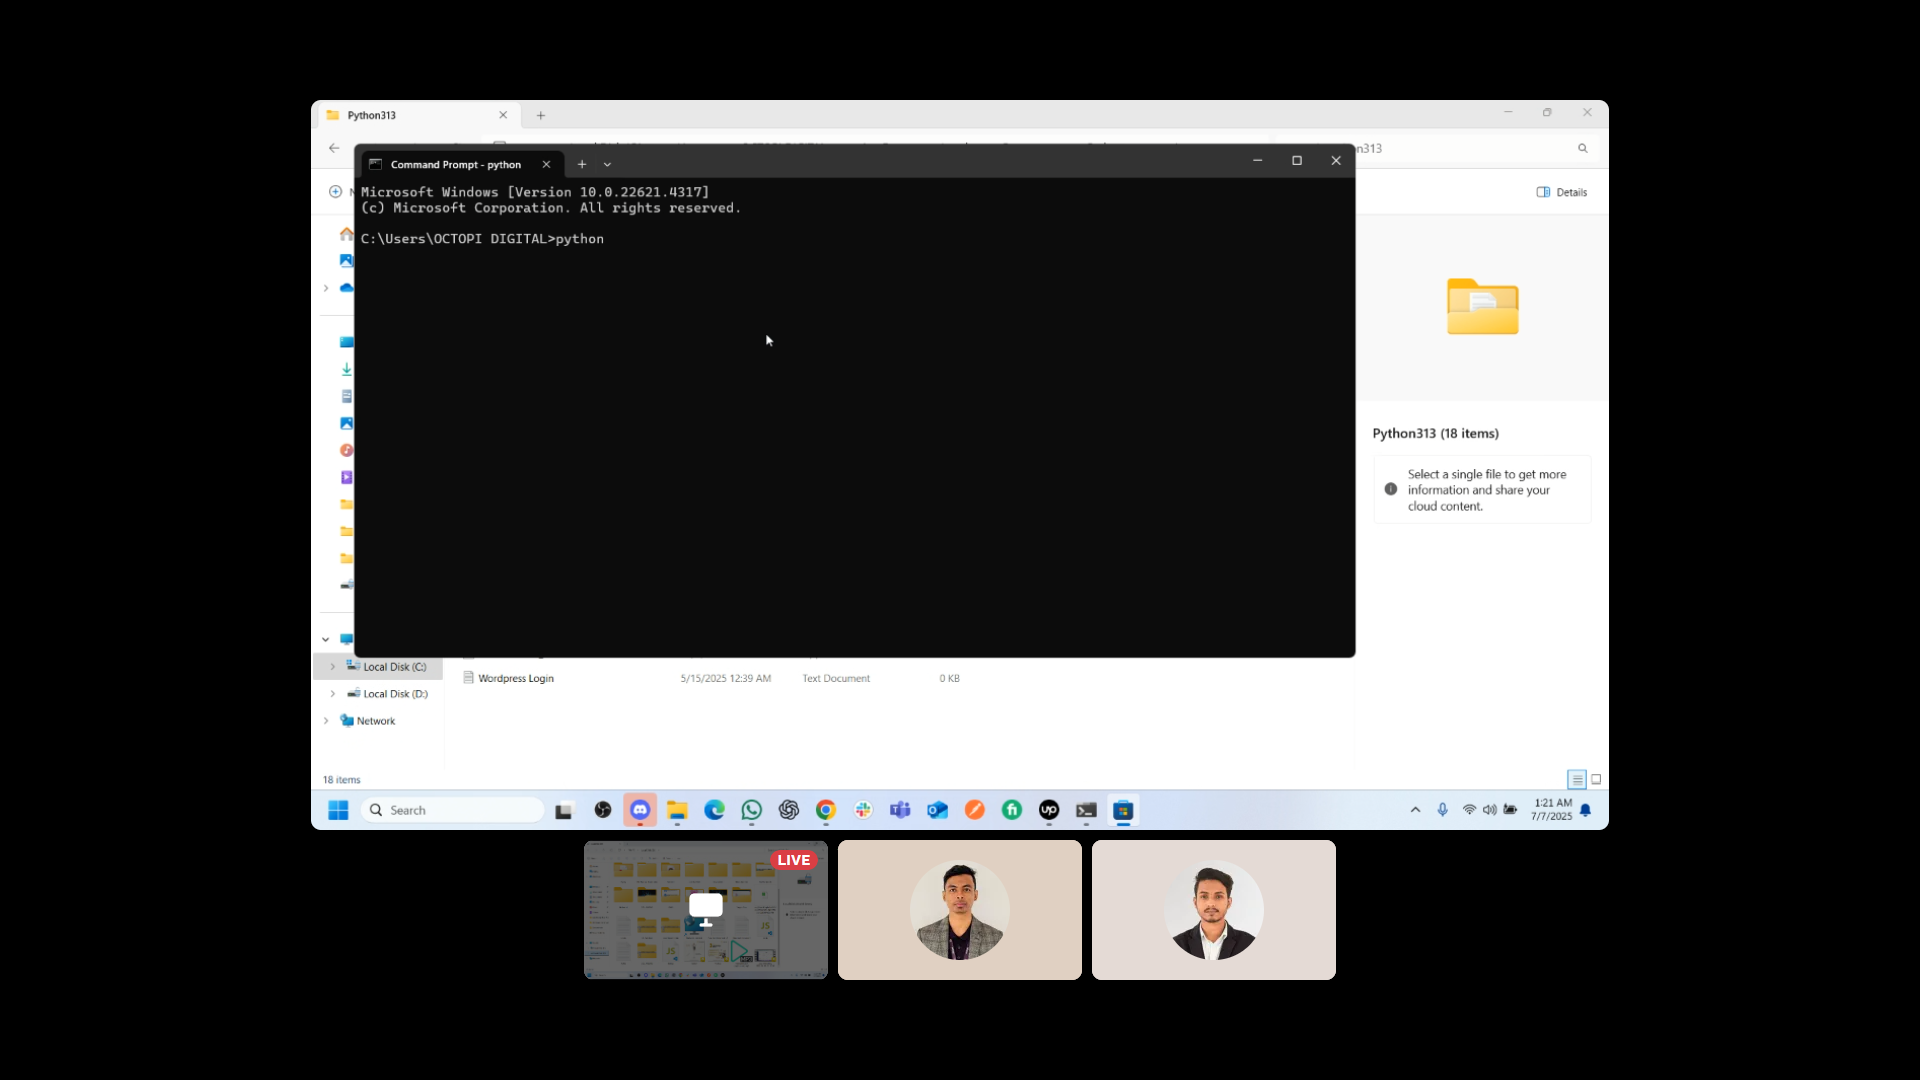 Python313
n313
Command Prompt - python
Microsoft Windows [Version 10.0.22621.4317]
(c) Microsoft Corporation. All rights reserved.
C:\Users\OCTOPI DIGITAL>python
Details
Python313 (18 items)
Select a single file to get more
information and share your
cloud content.
Local Disk (C:)
Wordpress Login 5/15/2025 12:39 AM Text Document 0 KB
Local Disk (D:)
Network
18 items
Search
1:21 AM
7/7/2025
LIVE